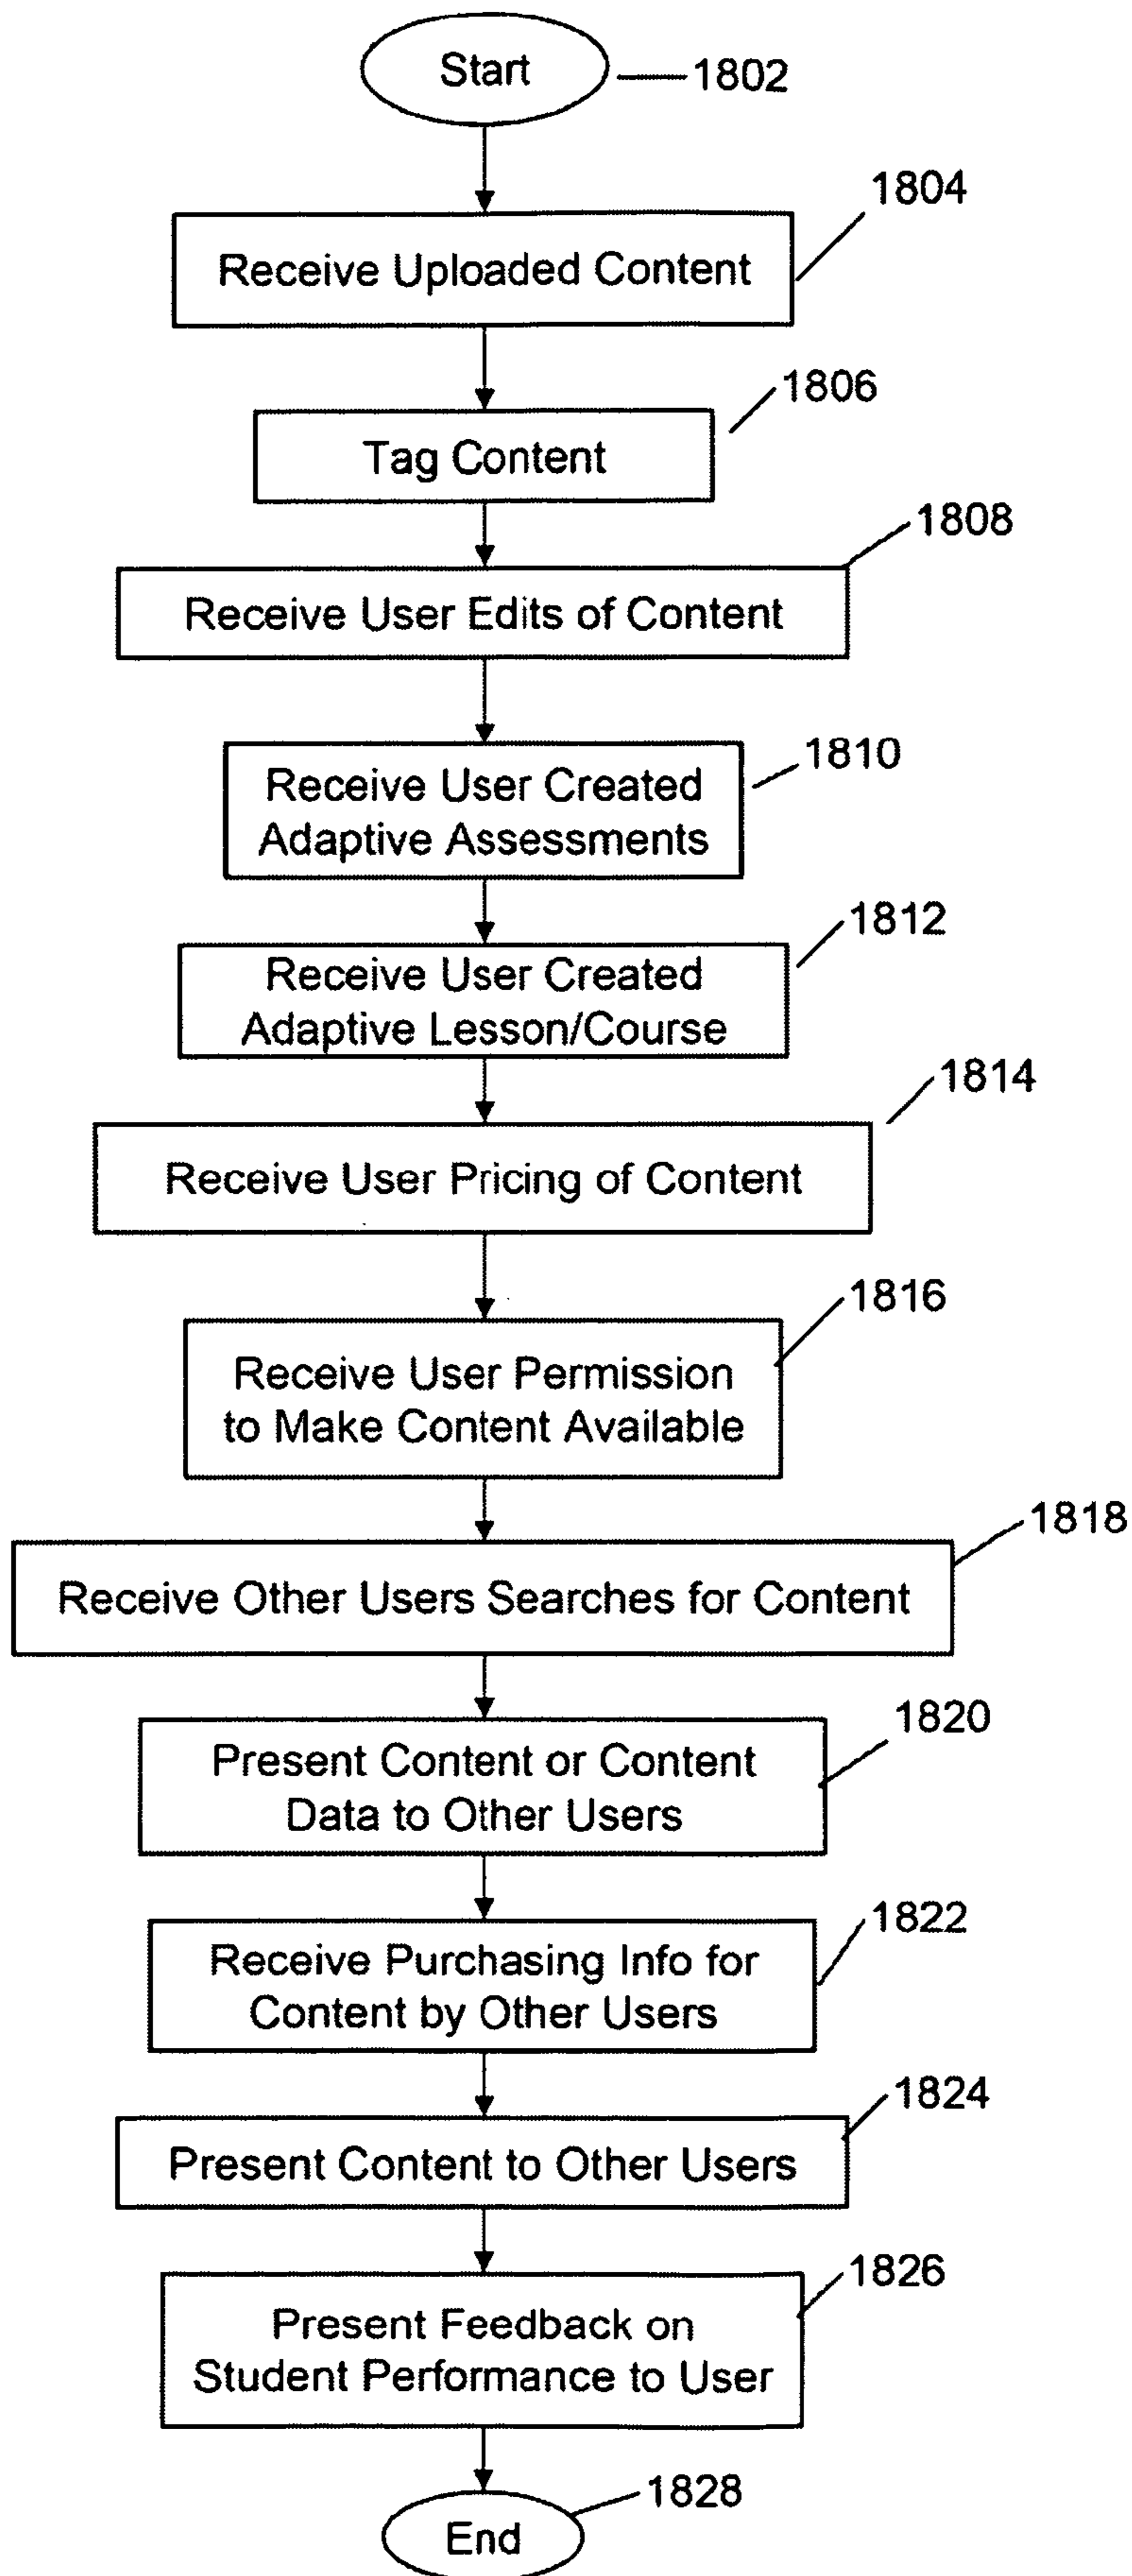 Start
1802
1804
Receive Uploaded Content
1806
Tag Content
1808
Receive User Edits of Content
1810
Receive User Created
Adaptive Assessments
1812
Receive User Created
Adaptive Lesson/Course
1814
Receive User Pricing of Content
1816
Receive User Permission
to Make Content Available
1818
Receive Other Users Searches for Content
1820
Present Content or Content
Data to Other Users
1822
Receive Purchasing Info for
Content by Other Users
1824
Present Content to Other Users
1826
Present Feedback on
Student Performance to User
1828
End